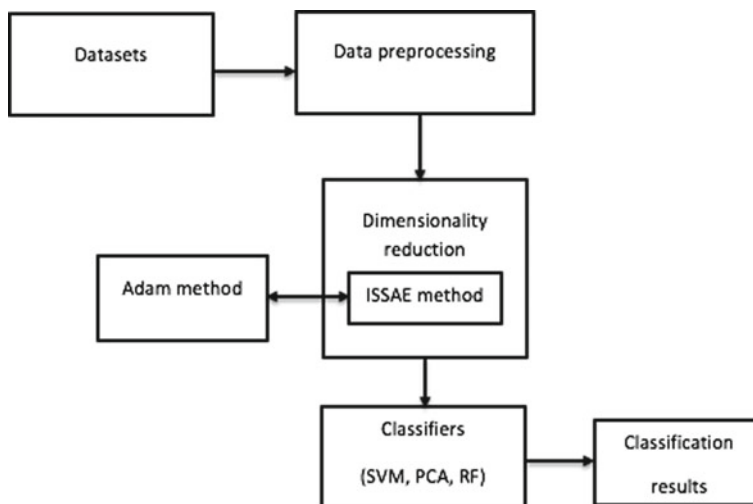 Datasets
Data preprocessing
Dimensionality
reduction
Adam method
ISSAE method
Classifiers
(SVM, PCA, RF)
Classification
results